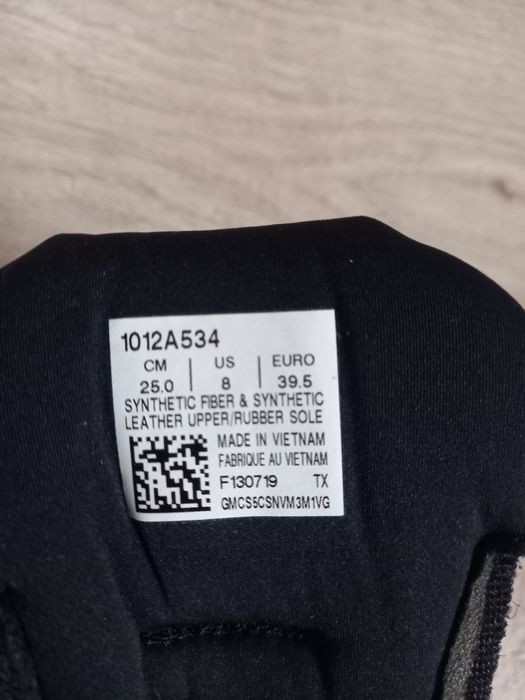 1012A534
CM | US | EURO
25.0 | 8 | 39.5
SYNTHETIC FIBER & SYNTHETIC
LEATHER UPPER/RUBBER SOLE
MADE IN VIETNAM
FABRIQUE AU VIETNAM
F130719 TX
GMCS5CSNVM3M1VG